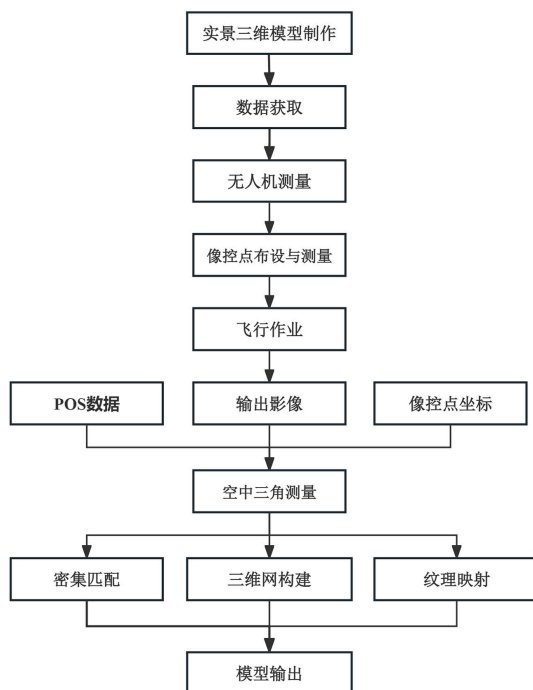 实景三维模型制作
数据获取
无人机测量
像控点布设与测量
飞行作业
POS数据
输出影像
像控点坐标
空中三角测量
密集匹配
三维网构建
纹理映射
模型输出